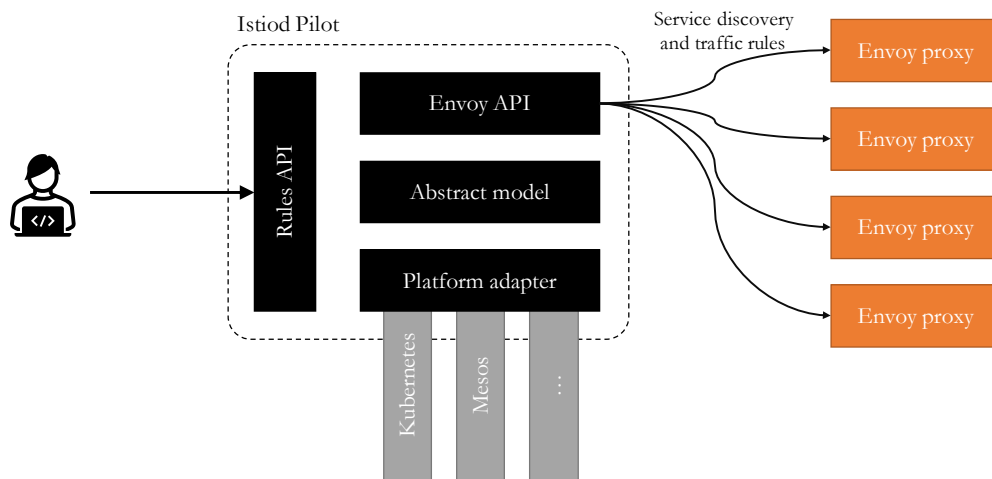 Istiod Pilot
Service discovery
and traffic rules
Envoy proxy
Envoy API
Envoy proxy
Rules API
Abstract model
Envoy proxy
Platform adapter
Envoy proxy
Kubernetes
Mesos
…
</>